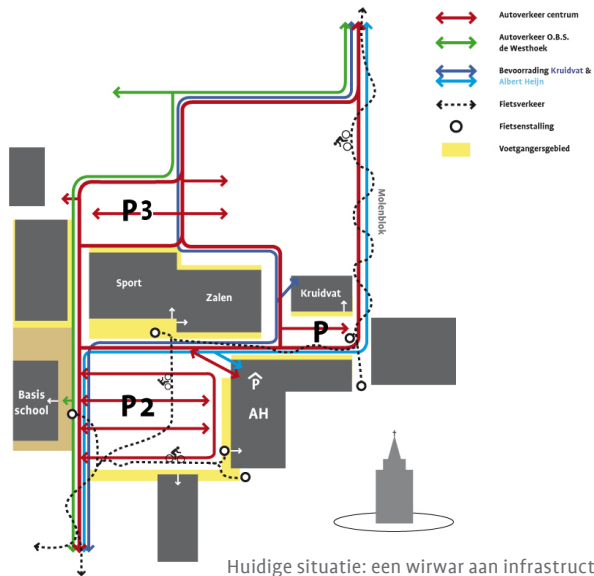 Autoverkeer centrum
Autoverkeer O.B.S.
de Westhoek
Bevoorrading Kruidvat &
Albert Heijn
Fietsverkeer
Fietsenstalling
Voetgangersgebied
Molenblok
P3
Sport
Zalen
Kruidvat
P
Basis
school
P2
P
AH
Huidige situatie: een wirwar aan infrastruct